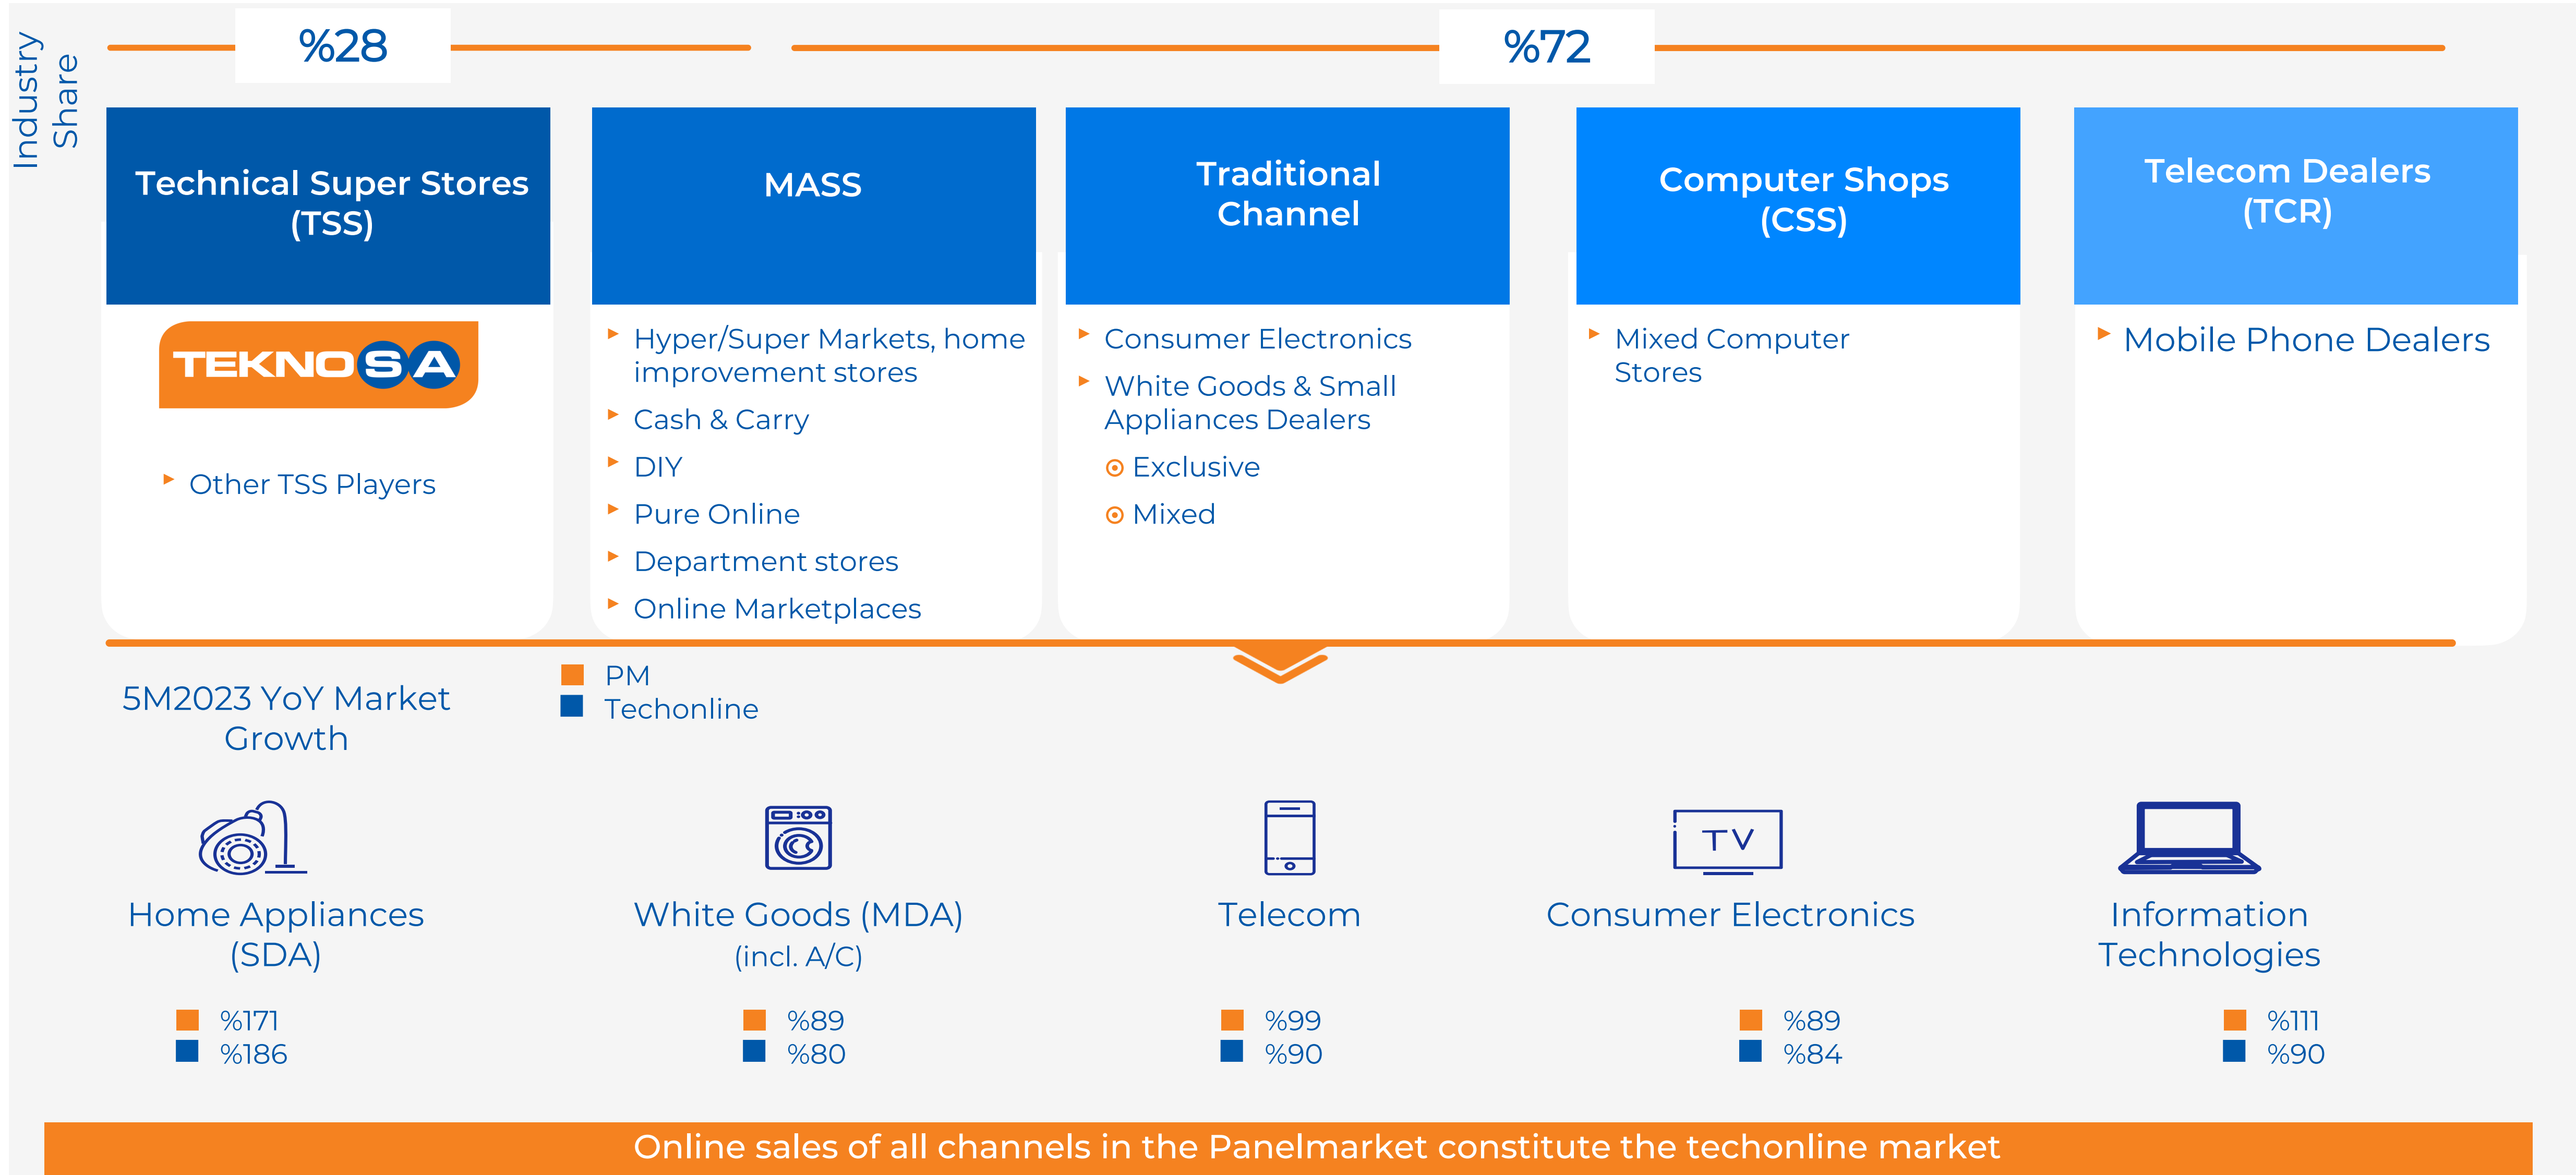 Industry
Share
%28
%72
Technical Super Stores
(TSS)
MASS
Traditional
Channel
Computer Shops
(CSS)
Telecom Dealers
(TCR)
TEKNOSA
Other TSS Players
Hyper/Super Markets, home
improvement stores
Cash & Carry
DIY
Pure Online
Department stores
Online Marketplaces
Consumer Electronics
White Goods & Small
Appliances Dealers
Exclusive
Mixed
Mixed Computer
Stores
Mobile Phone Dealers
5M2023 YoY Market
Growth
PM
Techonline
TV
Home Appliances
(SDA)
%171
%186
White Goods (MDA)
(incl. A/C)
%89
%80
Telecom
%99
%90
Consumer Electronics
%89
%84
Information
Technologies
%111
%90
Online sales of all channels in the Panelmarket constitute the techonline market